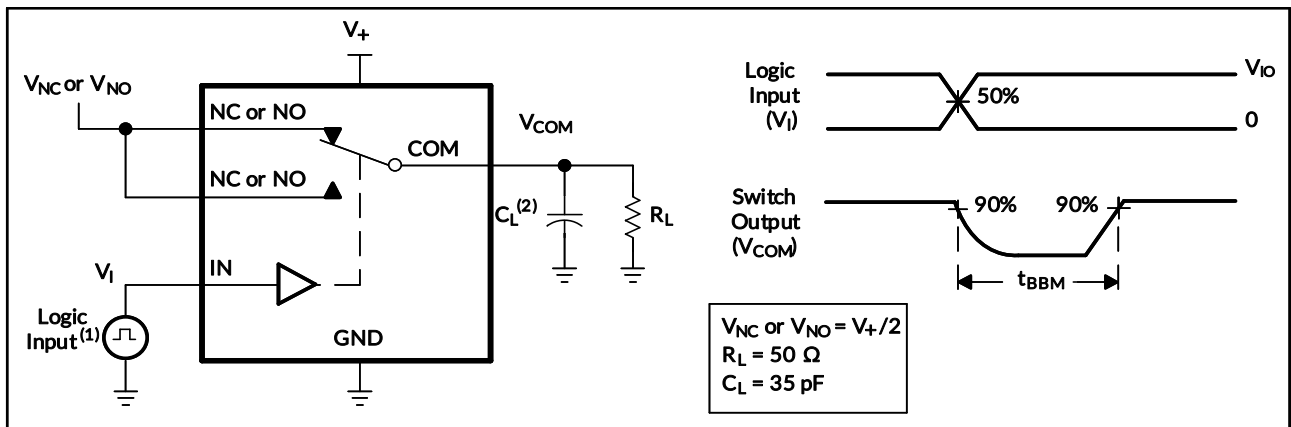 V+
VNC or VNO
NC or NO
VCOM
COM
NC or NO
CL(2)
RL
VI
IN
Logic
Input(1)
GND
Logic
Input
(VI)
50%
VIO
0
Switch
Output
(VCOM)
90%
90%
tBBM
VNC or VNO = V+/2
RL = 50 Ω
CL = 35 pF